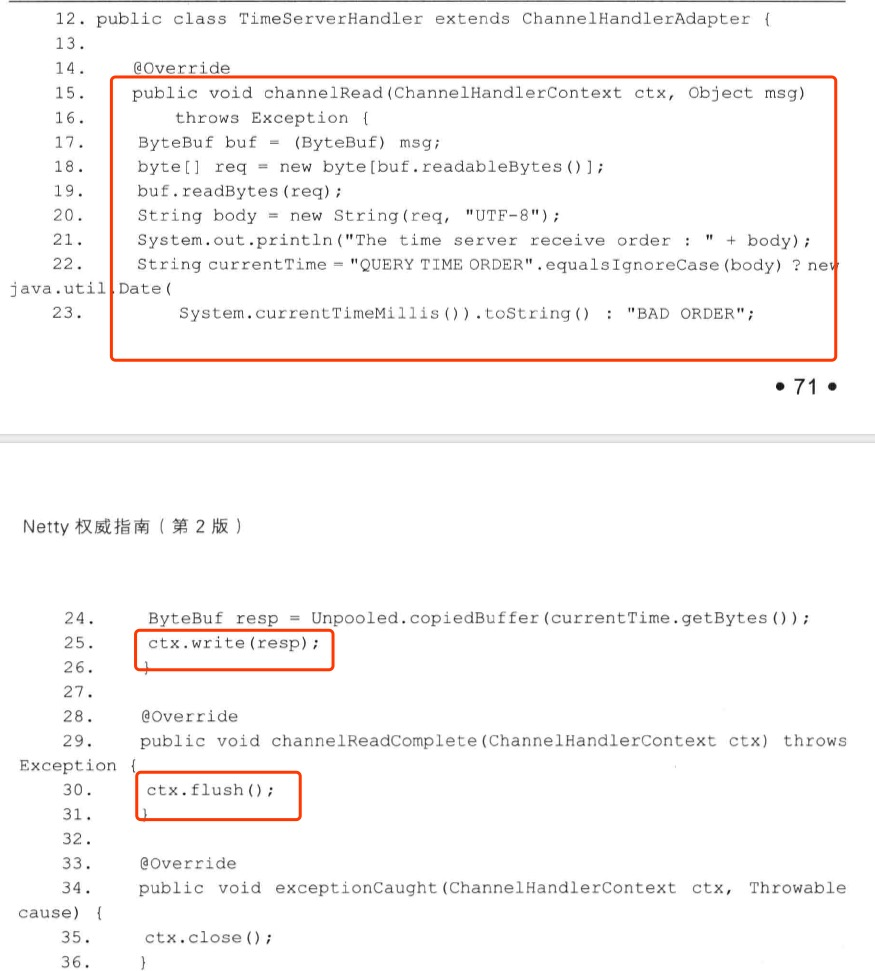 12. public class TimeServerHandler extends ChannelHandlerAdapter {
13.
14. @Override
15. public void channelRead(ChannelHandlerContext ctx, Object msg)
16. throws Exception {
17. ByteBuf buf = (ByteBuf) msg;
18. byte[] req = new byte[buf.readableBytes()];
19. buf.readBytes(req);
20. String body = new String(req, "UTF-8");
21. System.out.println("The time server receive order : " + body);
22. String currentTime = "QUERY TIME ORDER".equalsIgnoreCase(body) ? new
java.util.Date(
23. System.currentTimeMillis()).toString() : "BAD ORDER";
• 71 •
Netty 权威指南（第 2 版）
24. ByteBuf resp = Unpooled.copiedBuffer(currentTime.getBytes());
25. ctx.write(resp);
26. }
27.
28. @Override
29. public void channelReadComplete(ChannelHandlerContext ctx) throws
Exception {
30. ctx.flush();
31. }
32.
33. @Override
34. public void exceptionCaught(ChannelHandlerContext ctx, Throwable
cause) {
35. ctx.close();
36. }